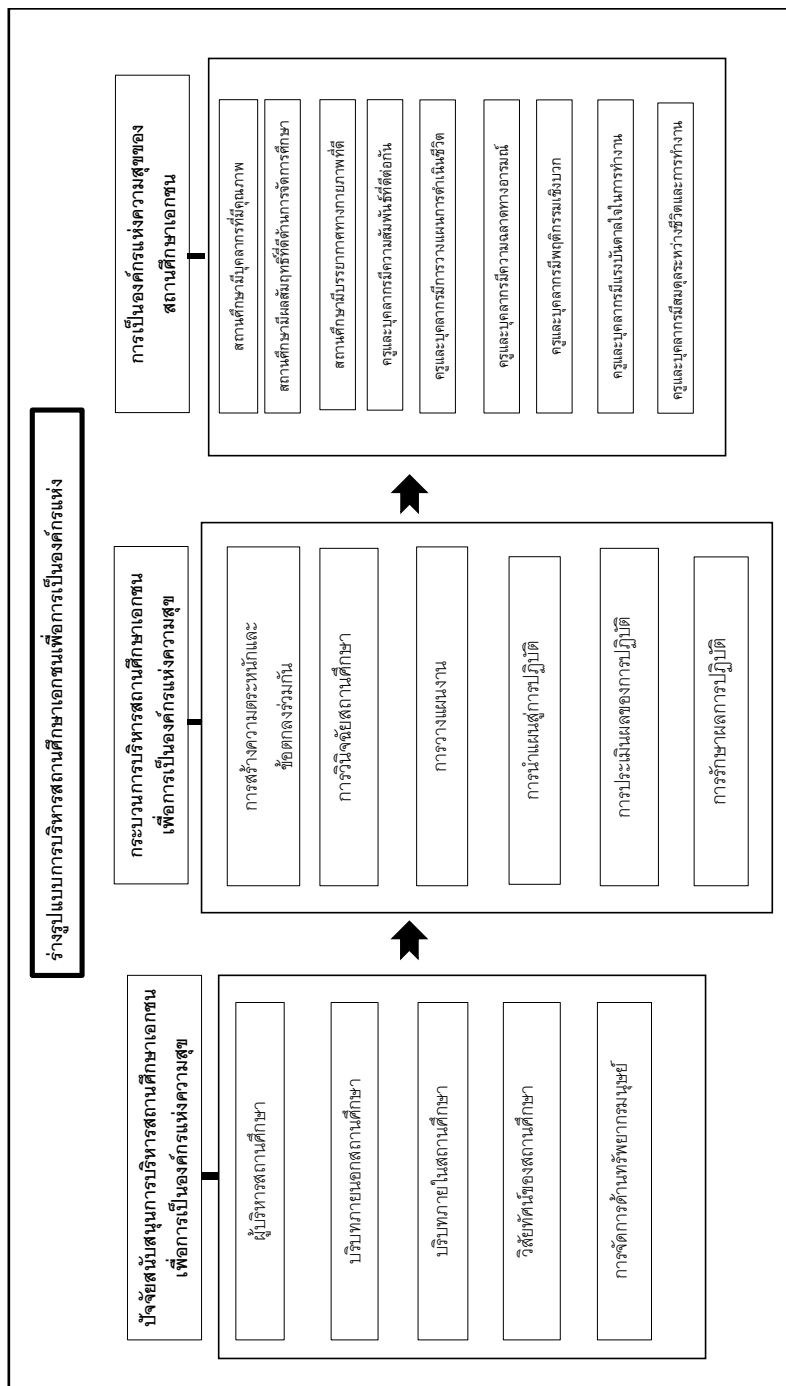 ร่างรูปแบบการบริหารสถานศึกษาเอกชนเพื่อการเป็นองค์กรแห่ง
ปัจจัยสนับสนุนการบริหารสถานศึกษาเอกชน
เพื่อการเป็นองค์กรแห่งความสุข
ผู้บริหารสถานศึกษา
บริบทภายนอกสถานศึกษา
บริบทภายในสถานศึกษา
วิสัยทัศน์ของสถานศึกษา
การจัดการด้านทรัพยากรมนุษย์
กระบวนการบริหารสถานศึกษาเอกชน
เพื่อการเป็นองค์กรแห่งความสุข
การสร้างความตระหนักและ
ข้อตกลงร่วมกัน
การวินิจฉัยสถานศึกษา
การวางแผนงาน
การนำแผนสู่การปฏิบัติ
การประเมินผลของการปฏิบัติ
การรักษาผลการปฏิบัติ
การเป็นองค์กรแห่งความสุขของ
สถานศึกษาเอกชน
สถานศึกษามีบุคลากรที่มีคุณภาพ
สถานศึกษามีผลสัมฤทธิ์ที่ดีด้านการจัดการศึกษา
สถานศึกษามีบรรยากาศทางกายภาพที่ดี
ครูและบุคลากรมีความสัมพันธ์ที่ดีต่อกัน
ครูและบุคลากรมีการวางแผนการดำเนินชีวิต
ครูและบุคลากรมีความฉลาดทางอารมณ์
ครูและบุคลากรมีพฤติกรรมเชิงบวก
ครูและบุคลากรมีแรงบันดาลใจในการทำงาน
ครูและบุคลากรมีสมดุลระหว่างชีวิตและการทำงาน